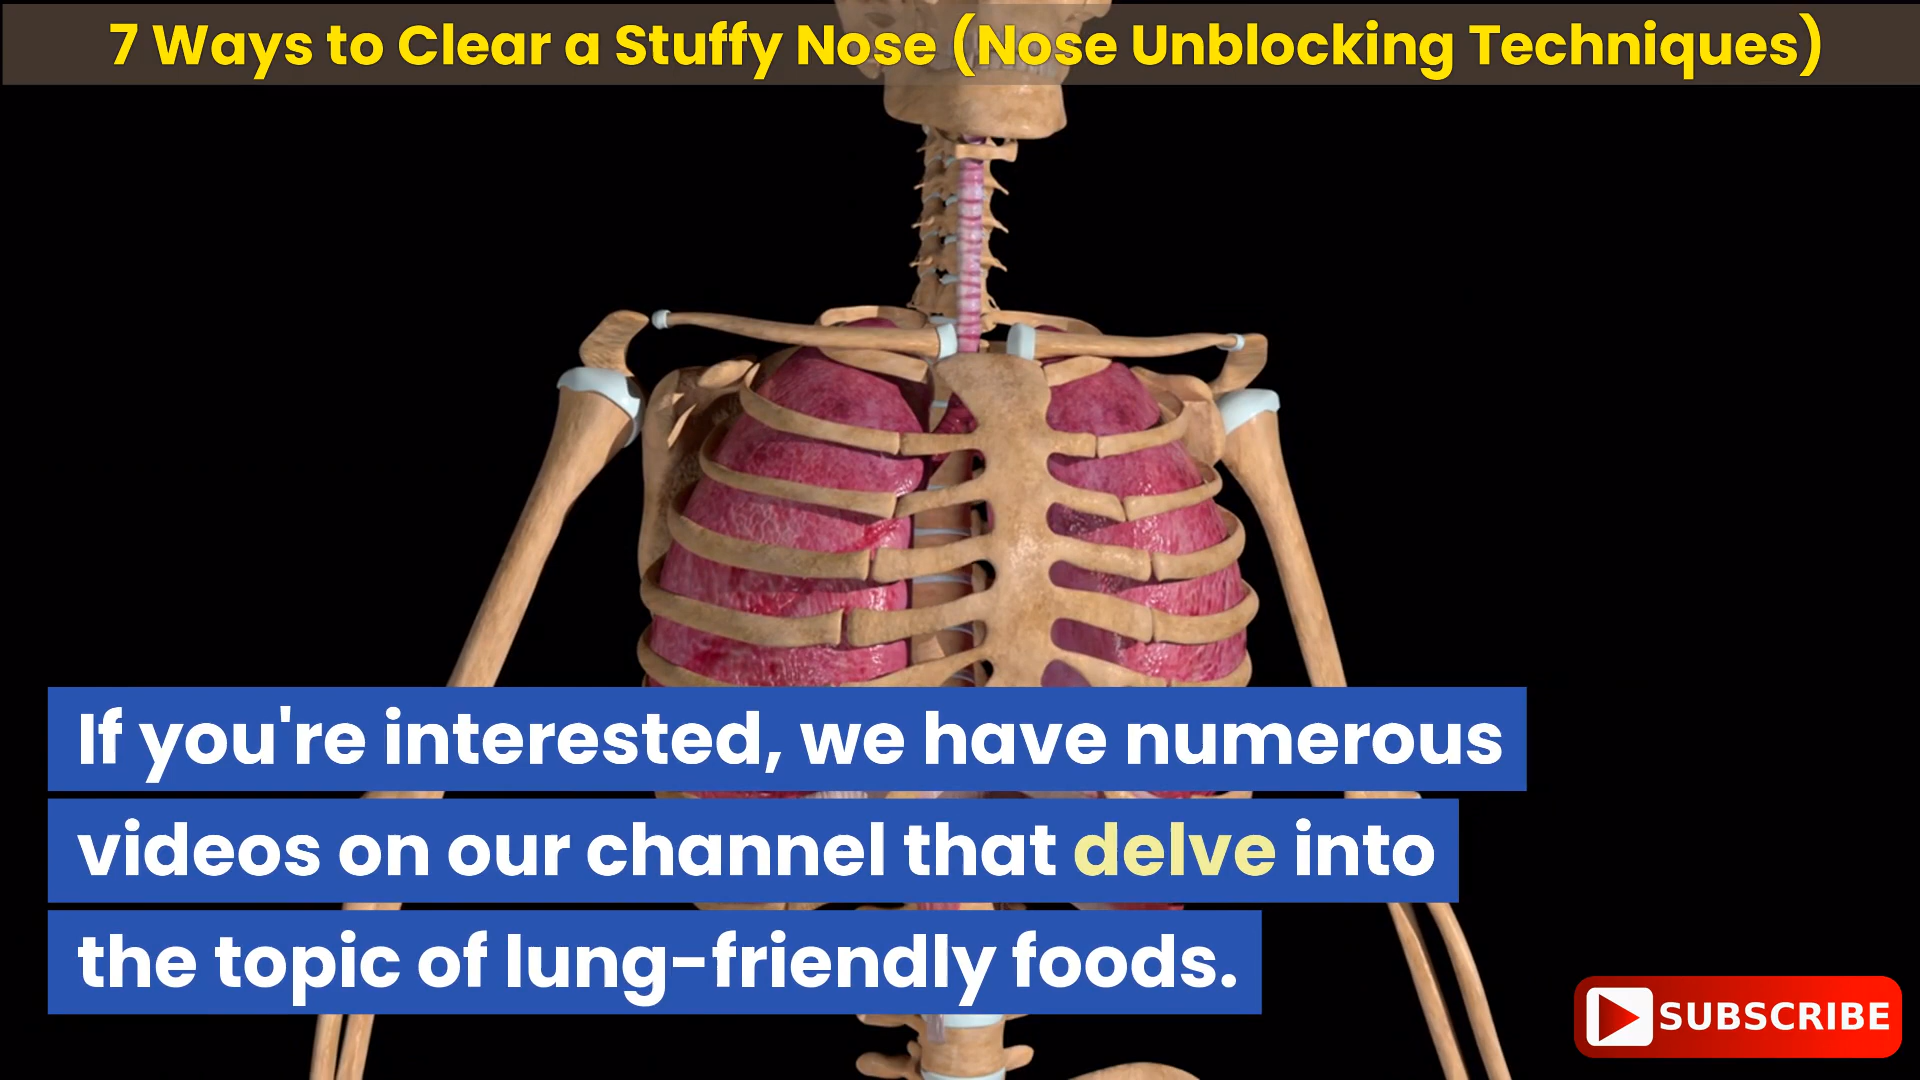 7 Ways to Clear a Stuffy Nose (Nose Unblocking Techniques)
If you're interested, we have numerous
videos on our channel that delve into
the topic of lung-friendly foods.
SUBSCRIBE